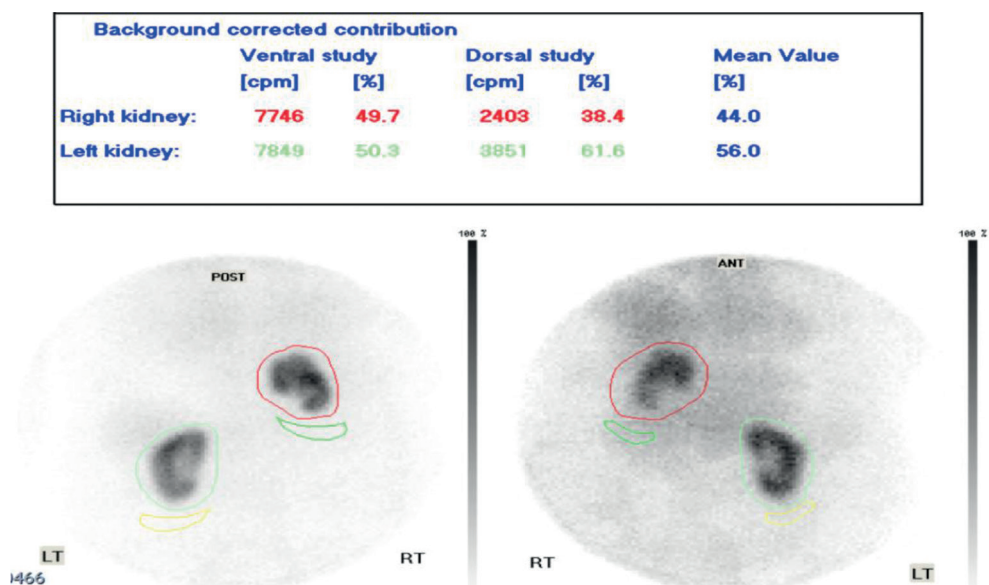 Background corrected contribution
Ventral study Dorsal study Mean Value
[cpm] [%] [cpm] [%] [%]
Right kidney: 7746 49.7 2403 38.4 44.0
Left kidney: 7849 50.3 3851 61.6 56.0
100 % 100 %
POST ANT
LT RT RT LT
0466